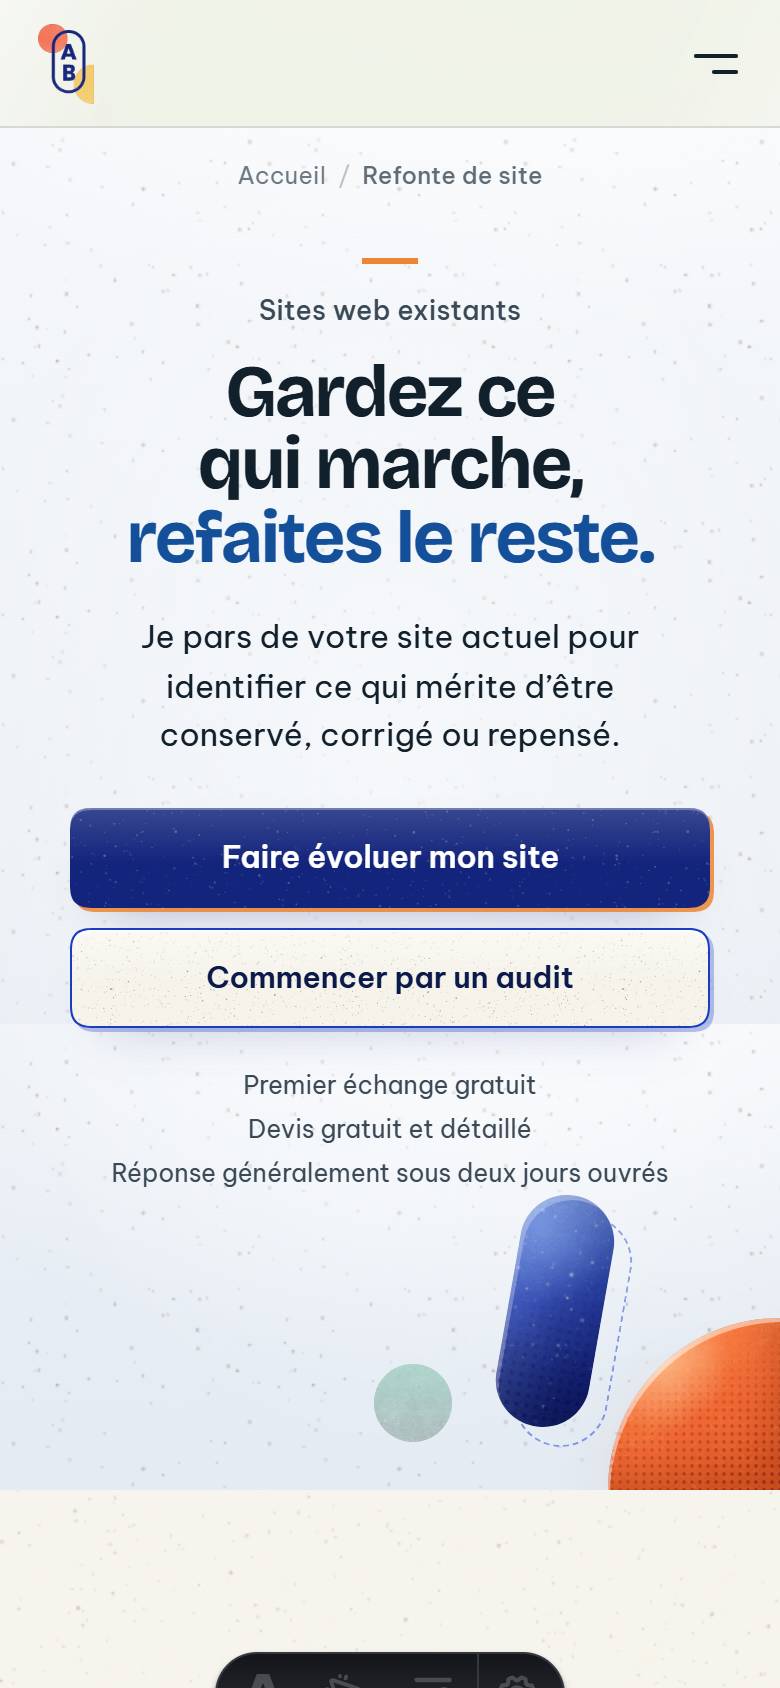 A
B
Accueil / Refonte de site
Sites web existants
Gardez ce
qui marche,
refaites le reste.
Je pars de votre site actuel pour
identifier ce qui mérite d’être
conservé, corrigé ou repensé.
Faire évoluer mon site
Commencer par un audit
Premier échange gratuit
Devis gratuit et détaillé
Réponse généralement sous deux jours ouvrés